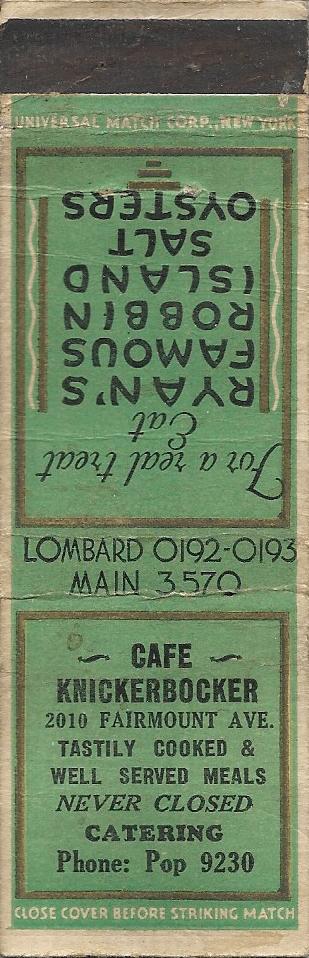 UNIVERSAL MATCH CORP., NEW YORK
For a real treat
Eat
RYAN'S
FAMOUS
ROBBIN
ISLAND
SALT
OYSTERS
LOMBARD 0192-0193
MAIN 3570
~ CAFE ~
KNICKERBOCKER
2010 FAIRMOUNT AVE.
TASTILY COOKED &
WELL SERVED MEALS
NEVER CLOSED
CATERING
Phone: Pop 9230
CLOSE COVER BEFORE STRIKING MATCH